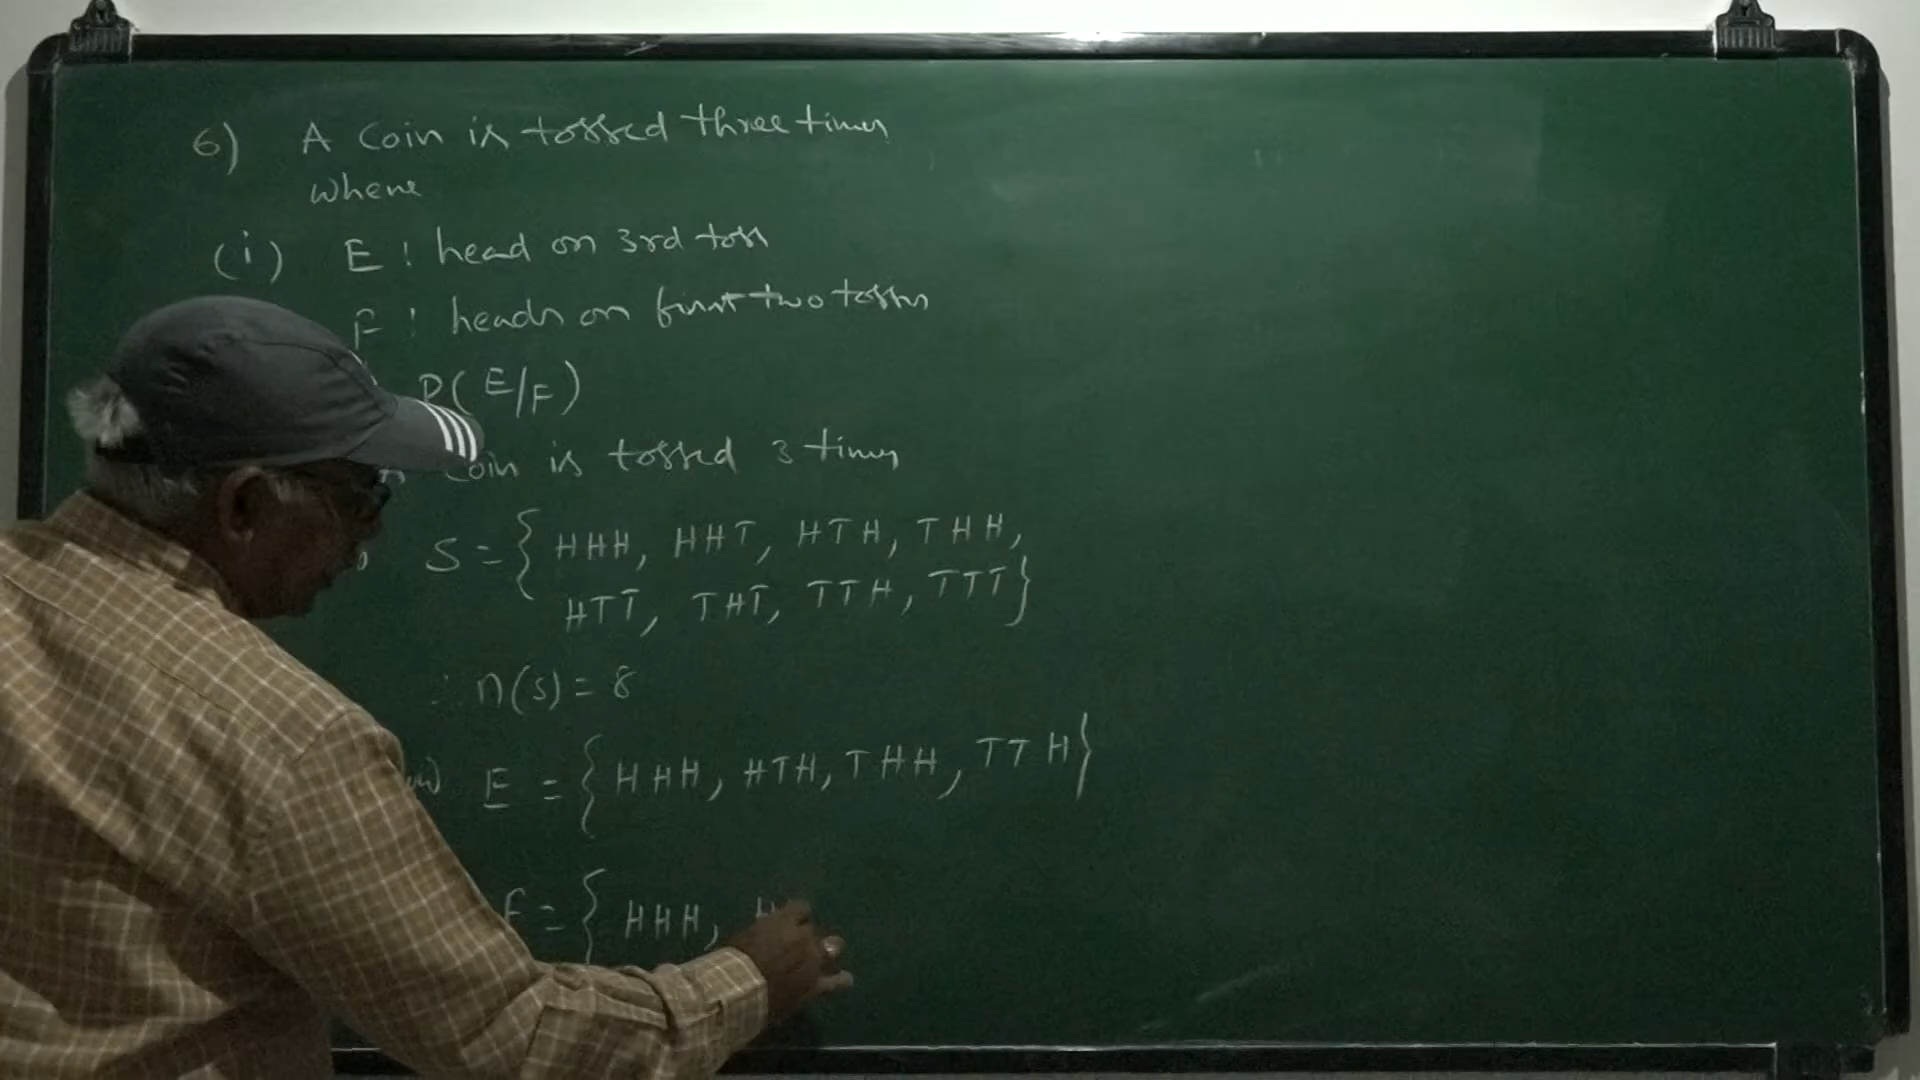 6) A Coin is tossed three times
where
(i) E : head on 3rd toss
F : heads on first two tosses
P(E/F)
Coin is tossed 3 times
S = { HHH, HHT, HTH, THH,
HTT, THT, TTH, TTT }
∴ n(s) = 8
E = { HHH, HTH, THH, TTH }
F = { HHH, H